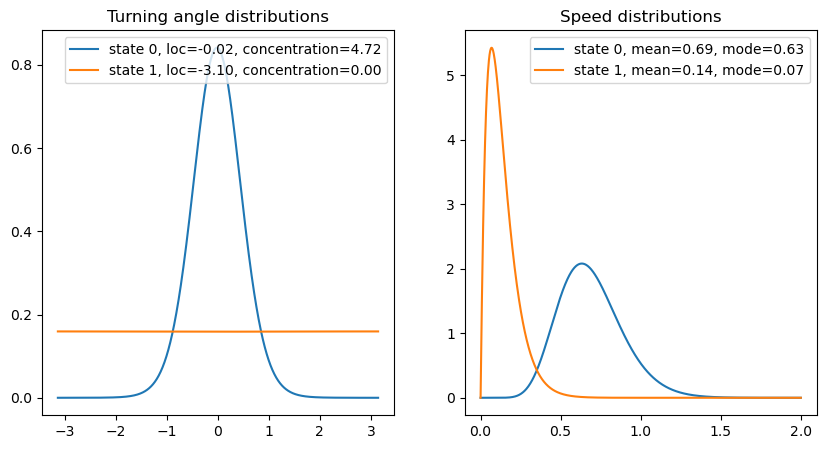 Turning angle distributions
state 0, loc=-0.02, concentration=4.72
state 1, loc=-3.10, concentration=0.00
0.8
0.6
0.4
0.2
0.0
−3 −2 −1 0 1 2 3
Speed distributions
state 0, mean=0.69, mode=0.63
state 1, mean=0.14, mode=0.07
5
4
3
2
1
0
0.0 0.5 1.0 1.5 2.0